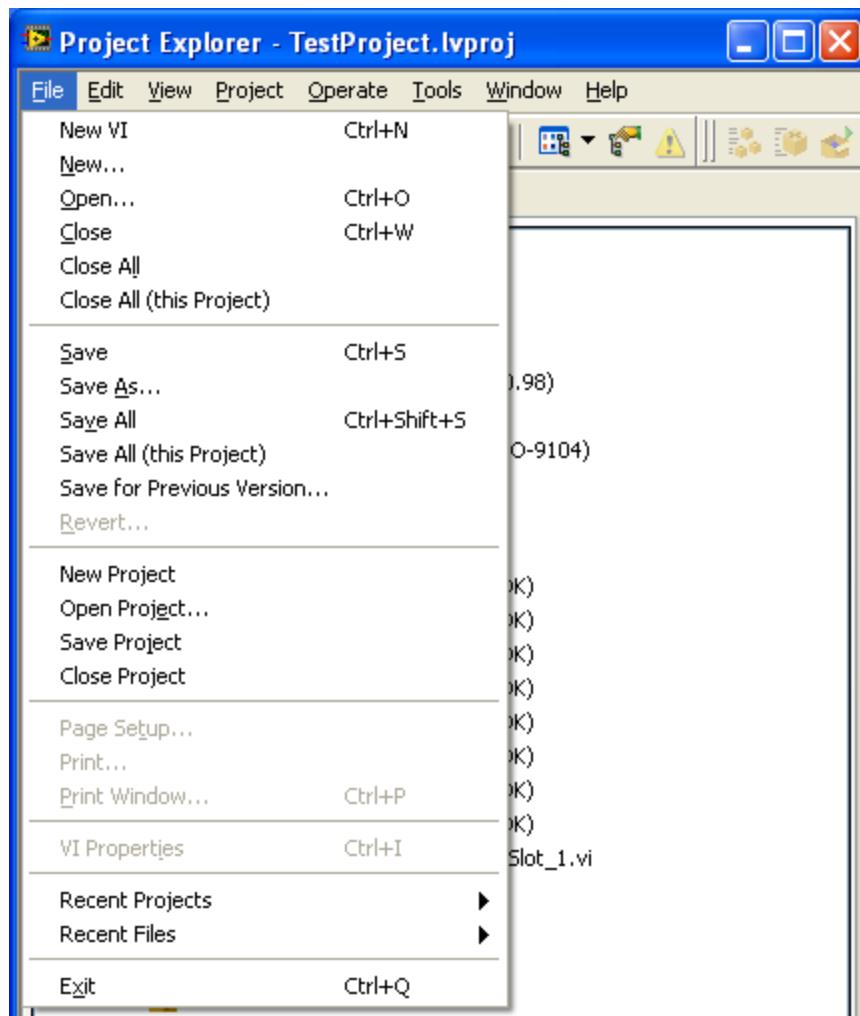 Project Explorer - TestProject.lvproj
File Edit View Project Operate Tools Window Help
New VI Ctrl+N
New...
Open... Ctrl+O
Close Ctrl+W
Close All
Close All (this Project)
Save Ctrl+S
Save As...
.98)
Save All Ctrl+Shift+S
Save All (this Project)
O-9104)
Save for Previous Version...
Revert...
New Project
K)
Open Project...
K)
Save Project
K)
Close Project
K)
Page Setup...
K)
Print...
K)
Print Window... Ctrl+P
K)
K)
VI Properties Ctrl+I
Slot_1.vi
Recent Projects
Recent Files
Exit Ctrl+Q